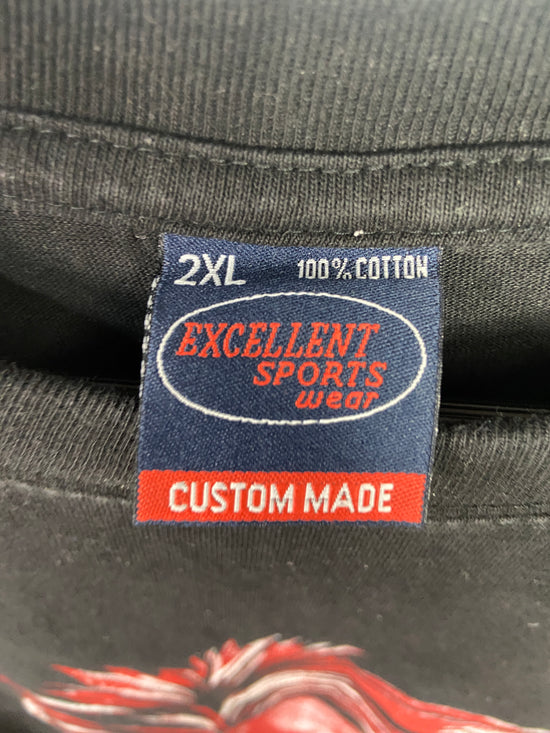 2XL 100% COTTON
EXCELLENT
SPORTS
wear
CUSTOM MADE